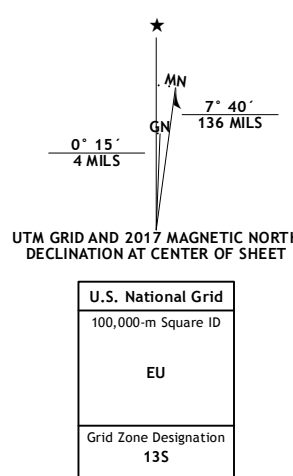 ★
MN
7° 40´
136 MILS
GN
0° 15´
4 MILS
UTM GRID AND 2017 MAGNETIC NORTH
DECLINATION AT CENTER OF SHEET
U.S. National Grid
100,000-m Square ID
EU
Grid Zone Designation
13S